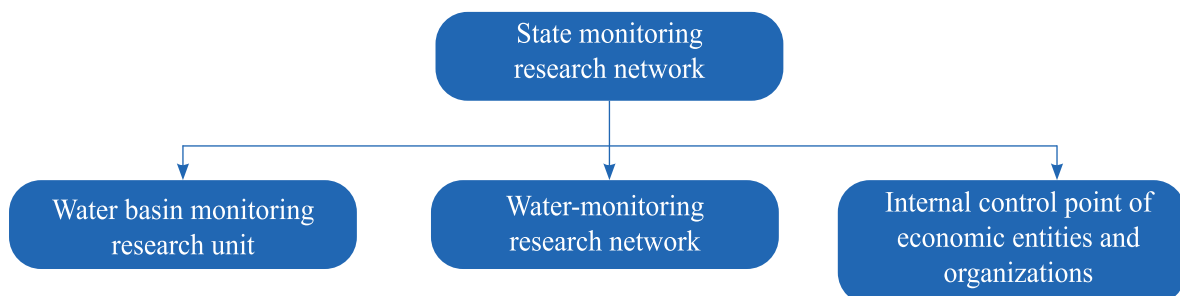 State monitoring
research network
Water basin monitoring
research unit
Water-monitoring
research network
Internal control point of
economic entities and
organizations